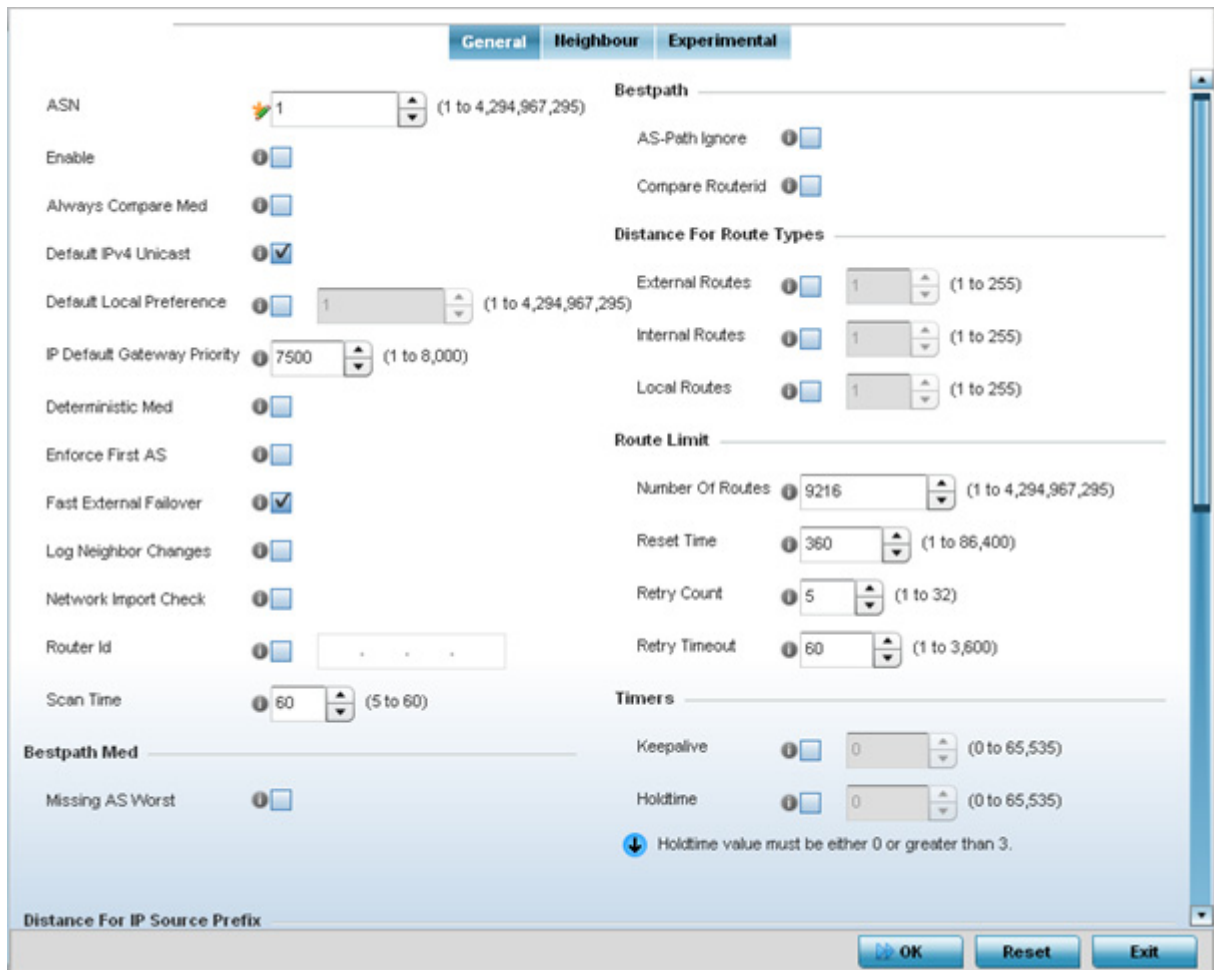 General Neighbour Experimental
ASN 1 (1 to 4,294,967,295)
Enable
Always Compare Med
Default IPv4 Unicast
Default Local Preference 1 (1 to 4,294,967,295)
IP Default Gateway Priority 7500 (1 to 8,000)
Deterministic Med
Enforce First AS
Fast External Failover
Log Neighbor Changes
Network Import Check
Router Id . . .
Scan Time 60 (5 to 60)
Bestpath Med
Missing AS Worst
Distance For IP Source Prefix
Bestpath
AS-Path Ignore
Compare Routerid
Distance For Route Types
External Routes 1 (1 to 255)
Internal Routes 1 (1 to 255)
Local Routes 1 (1 to 255)
Route Limit
Number Of Routes 9216 (1 to 4,294,967,295)
Reset Time 360 (1 to 86,400)
Retry Count 5 (1 to 32)
Retry Timeout 60 (1 to 3,600)
Timers
Keepalive 0 (0 to 65,535)
Holdtime 0 (0 to 65,535)
Holdtime value must be either 0 or greater than 3.
OK Reset Exit